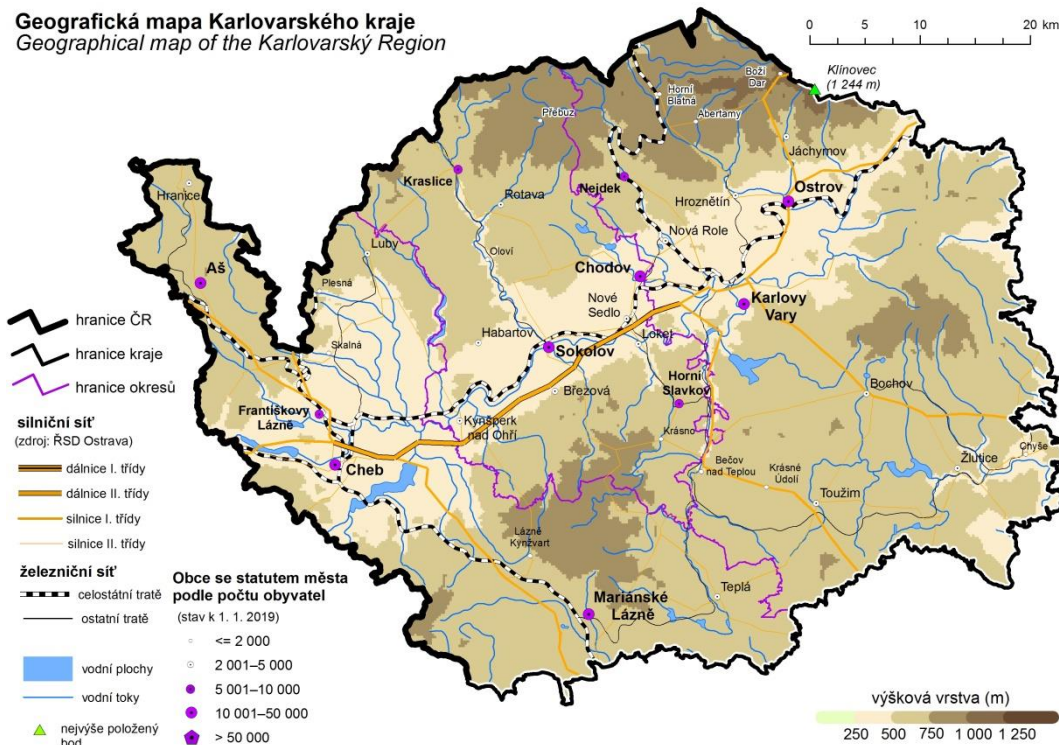 Geografická mapa Karlovarského kraje
Geographical map of the Karlovarský Region
0 5 10 20 km
Klínovec
(1 244 m)
Boží
Dar
Horní
Blatná
Abertamy
Přebuz
Jáchymov
Hranice
Kraslice
Nejdek
Ostrov
Rotava
Hroznětín
Nová Role
Luby
Oloví
Aš
Chodov
Plesná
Karlovy
Vary
Nové
Sedlo
hranice ČR
Habartov
Loket
Skalná
Sokolov
hranice kraje
Horní
Slavkov
Březová
Bochov
hranice okresů
Františkovy
Lázně
Kynšperk
nad Ohří
silniční síť
(zdroj: ŘSD Ostrava)
Krásno
Chyše
Žlutice
Cheb
Bečov
nad Teplou
Krásné
Údolí
dálnice I. třídy
dálnice II. třídy
Toužim
silnice I. třídy
silnice II. třídy
Lázně
Kynžvart
železniční síť
celostátní tratě
ostatní tratě
Mariánské
Lázně
Teplá
vodní plochy
vodní toky
nejvýše položený
bod
Obce se statutem města
podle počtu obyvatel
(stav k 1. 1. 2019)
<= 2 000
2 001–5 000
5 001–10 000
10 001–50 000
> 50 000
výšková vrstva (m)
250 500 750 1 000 1 250